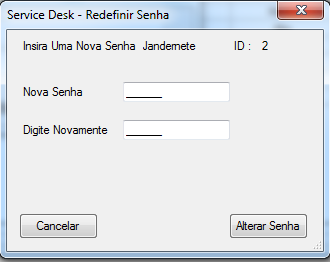 Service Desk - Redefinir Senha
Insira Uma Nova Senha Jandernete ID : 2
Nova Senha ______
Digite Novamente ______
Cancelar Alterar Senha